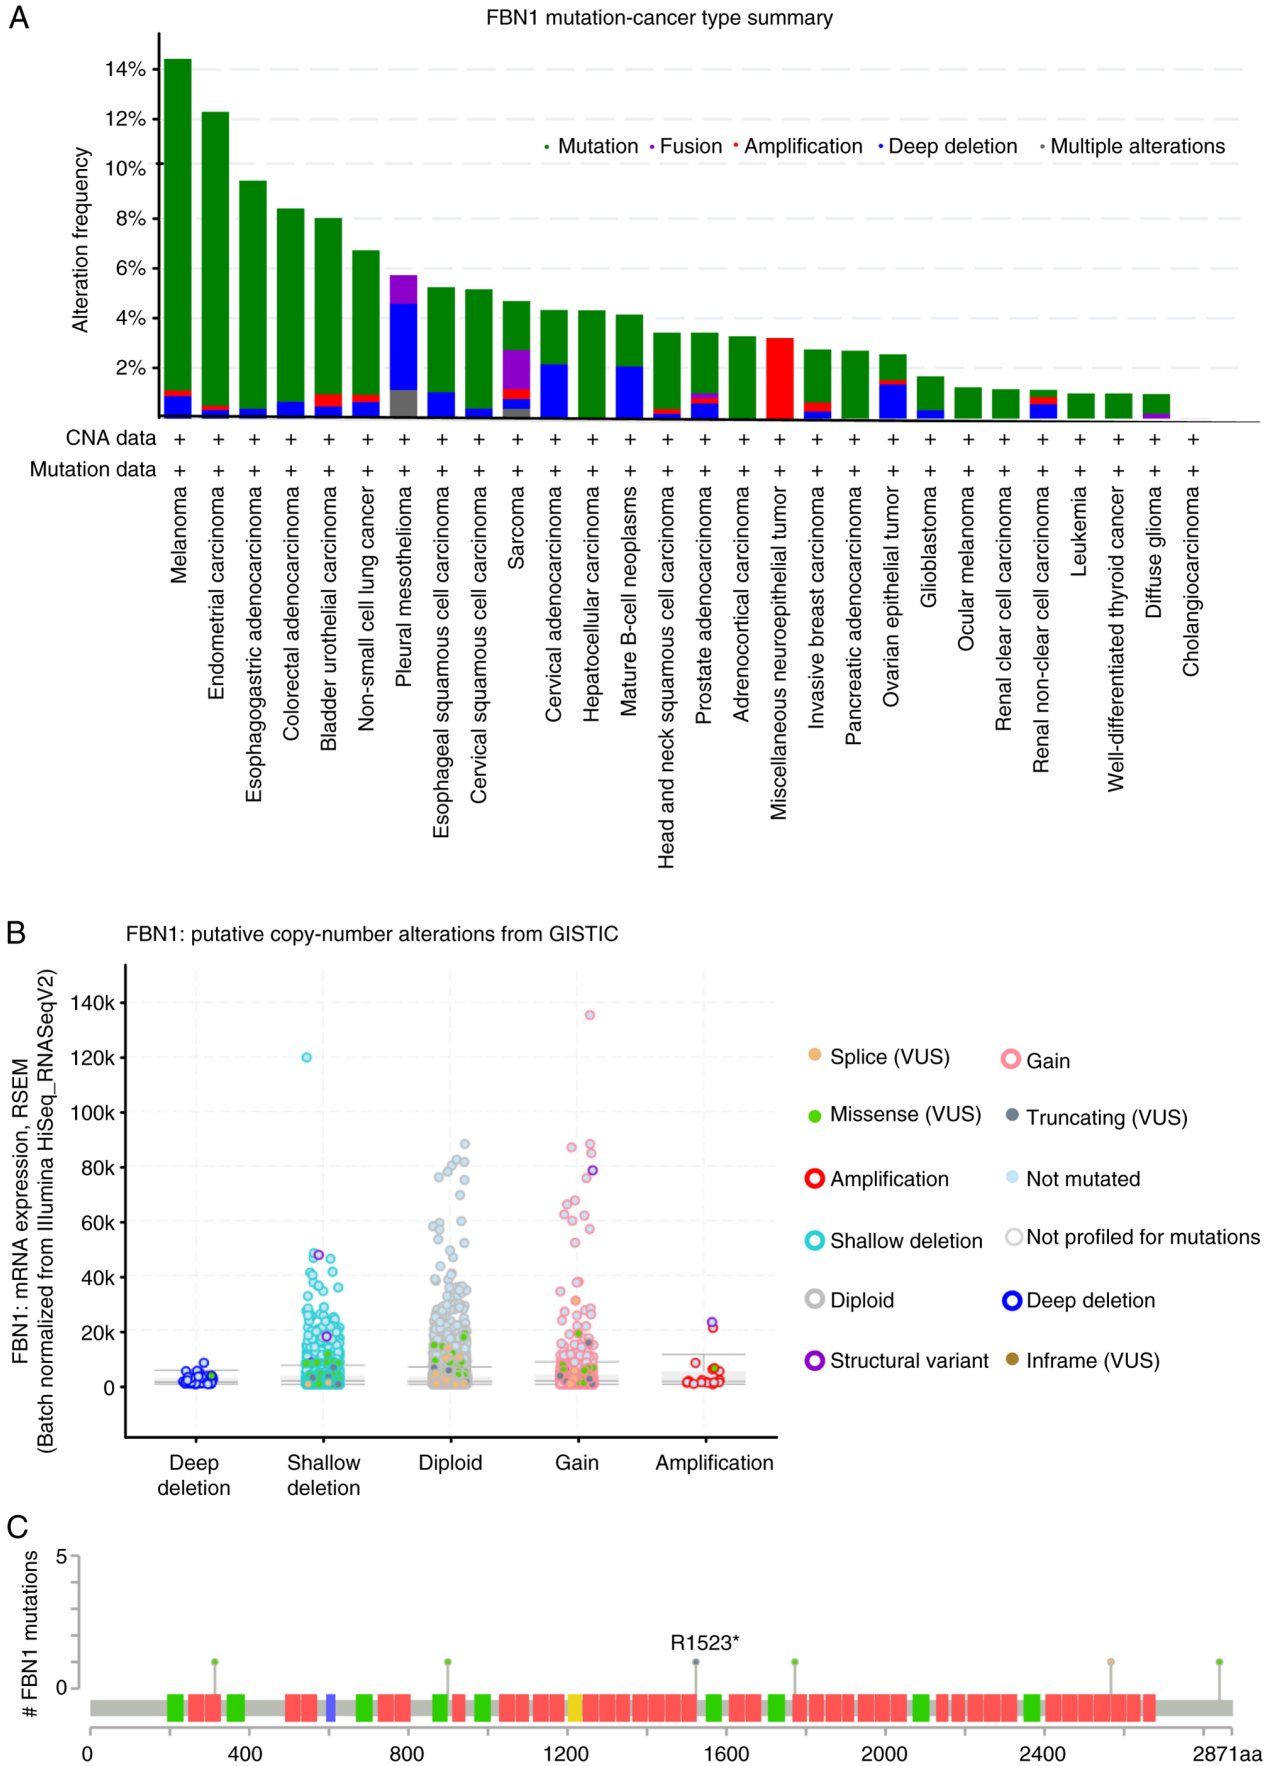 A
FBN1 mutation-cancer type summary
14%
12%
10%
8%
6%
4%
2%
Alteration frequency
Mutation Fusion Amplification Deep deletion Multiple alterations
CNA data + + + + + + + + + + + + + + + + + + + + + + + + + + + +
Mutation data + + + + + + + + + + + + + + + + + + + + + + + + + + + +
Melanoma
Endometrial carcinoma
Esophagogastric adenocarcinoma
Colorectal adenocarcinoma
Bladder urothelial carcinoma
Non-small cell lung cancer
Pleural mesothelioma
Esophageal squamous cell carcinoma
Cervical squamous cell carcinoma
Sarcoma
Cervical adenocarcinoma
Hepatocellular carcinoma
Mature B-cell neoplasms
Head and neck squamous cell carcinoma
Prostate adenocarcinoma
Adrenocortical carcinoma
Miscellaneous neuroepithelial tumor
Invasive breast carcinoma
Pancreatic adenocarcinoma
Ovarian epithelial tumor
Glioblastoma
Ocular melanoma
Renal clear cell carcinoma
Renal non-clear cell carcinoma
Leukemia
Well-differentiated thyroid cancer
Diffuse glioma
Cholangiocarcinoma
B
FBN1: putative copy-number alterations from GISTIC
FBN1: mRNA expression, RSEM
(Batch normalized from Illumina HiSeq_RNASeqV2)
140k
120k
100k
80k
60k
40k
20k
0
Deep
deletion
Shallow
deletion
Diploid
Gain
Amplification
Splice (VUS)
Gain
Missense (VUS)
Truncating (VUS)
Amplification
Not mutated
Shallow deletion
Not profiled for mutations
Diploid
Deep deletion
Structural variant
Inframe (VUS)
C
# FBN1 mutations
5
0
R1523*
0 400 800 1200 1600 2000 2400 2871aa